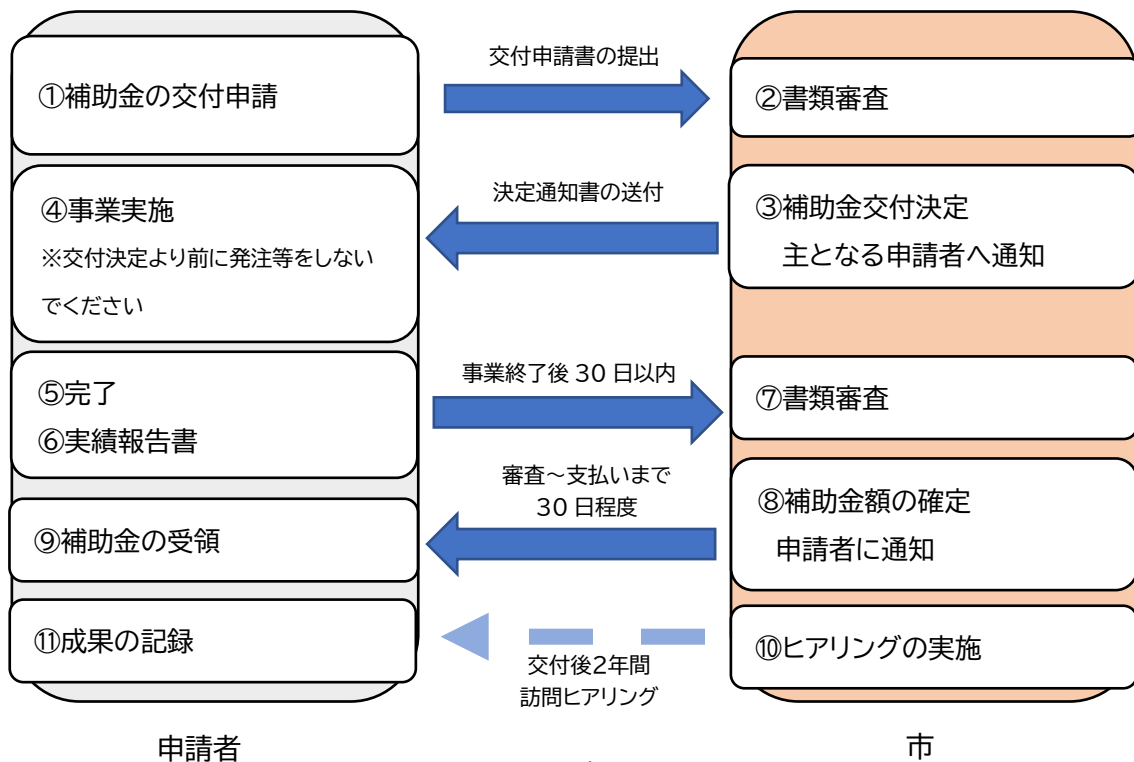 交付申請書の提出
①補助金の交付申請
②書類審査
決定通知書の送付
④事業実施
※交付決定より前に発注等をしない
でください
③補助金交付決定
主となる申請者へ通知
事業終了後 30 日以内
⑤完了
⑥実績報告書
⑦書類審査
審査～支払いまで
30 日程度
⑨補助金の受領
⑧補助金額の確定
申請者に通知
⑪成果の記録
⑩ヒアリングの実施
交付後2年間
訪問ヒアリング
申請者
市